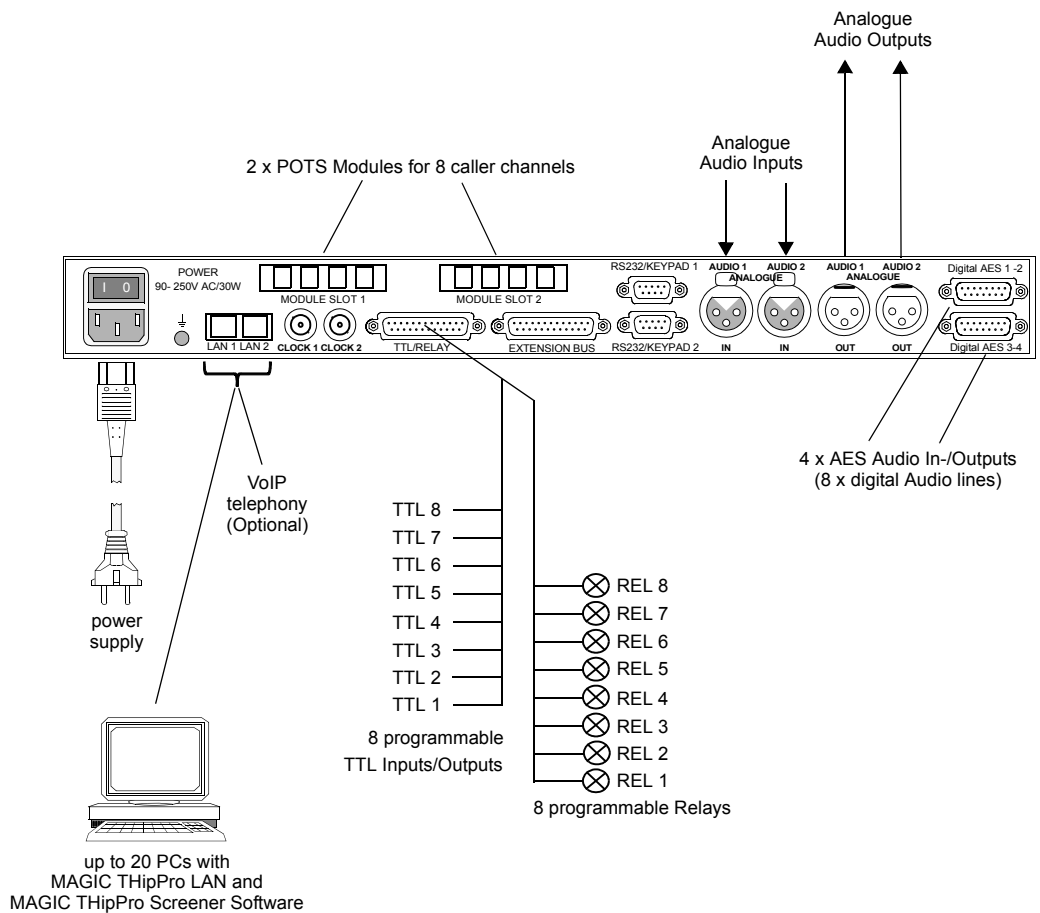 Analogue
Audio Outputs
Analogue
Audio Inputs
2 x POTS Modules for 8 caller channels
POWER
90- 250V AC/30W
I 0
MODULE SLOT 1
MODULE SLOT 2
RS232/KEYPAD 1
AUDIO 1
AUDIO 2
ANALOGUE
AUDIO 1
AUDIO 2
ANALOGUE
Digital AES 1 -2
LAN 1 LAN 2
CLOCK 1 CLOCK 2
TTL/RELAY
EXTENSION BUS
RS232/KEYPAD 2
IN
IN
OUT
OUT
Digital AES 3-4
VoIP
telephony
(Optional)
4 x AES Audio In-/Outputs
(8 x digital Audio lines)
TTL 8
TTL 7
TTL 6
TTL 5
TTL 4
TTL 3
TTL 2
TTL 1
8 programmable
TTL Inputs/Outputs
REL 8
REL 7
REL 6
REL 5
REL 4
REL 3
REL 2
REL 1
8 programmable Relays
power
supply
up to 20 PCs with
MAGIC THipPro LAN and
MAGIC THipPro Screener Software